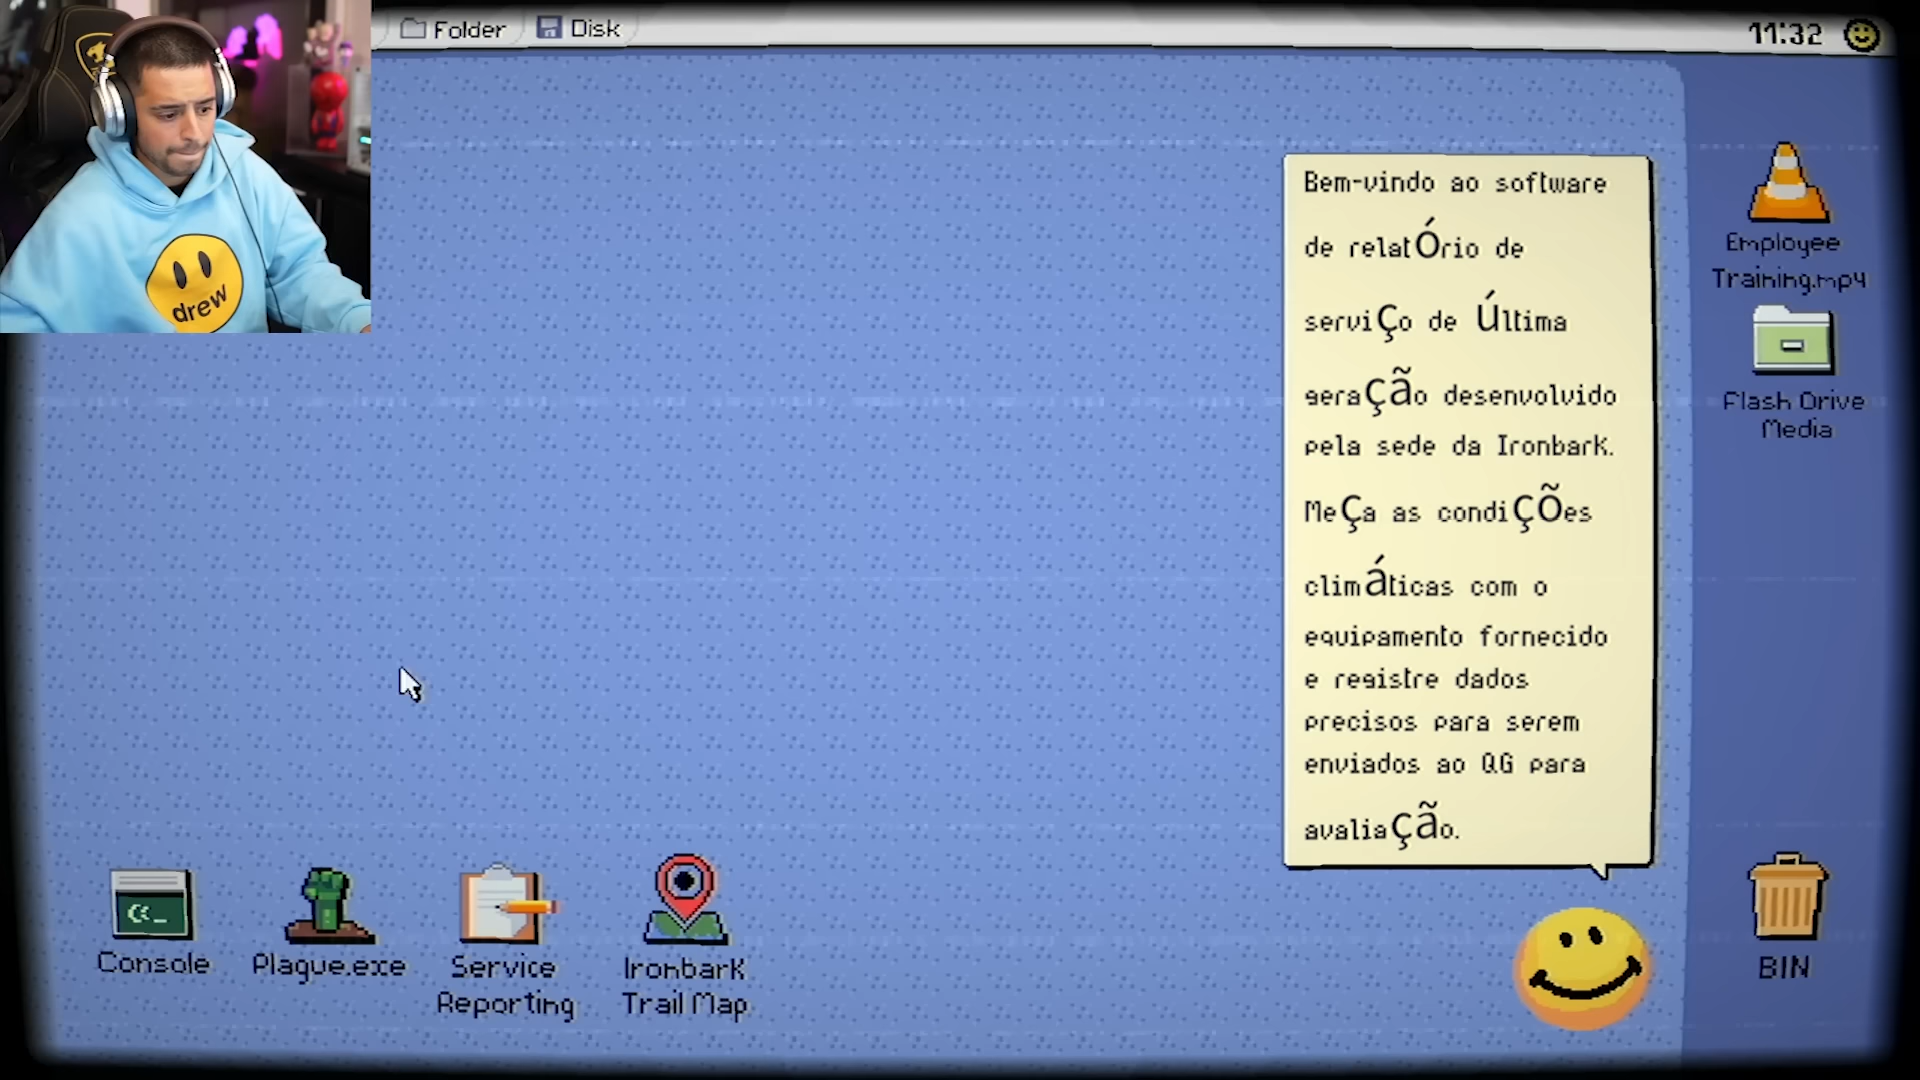 Folder
Disk
11:32
drew
Bem-vindo ao software
de relatÓrio de
serviÇo de Última
geraÇão desenvolvido
pela sede da Ironbark.
MeÇa as condiÇÕes
climáticas com o
equipamento fornecido
e registre dados
precisos para serem
enviados ao QG para
avaliaÇão.
Employee
Training.mp4
Flash Drive
Media
Console
Plague.exe
Service
Reporting
Ironbark
Trail Map
BIN